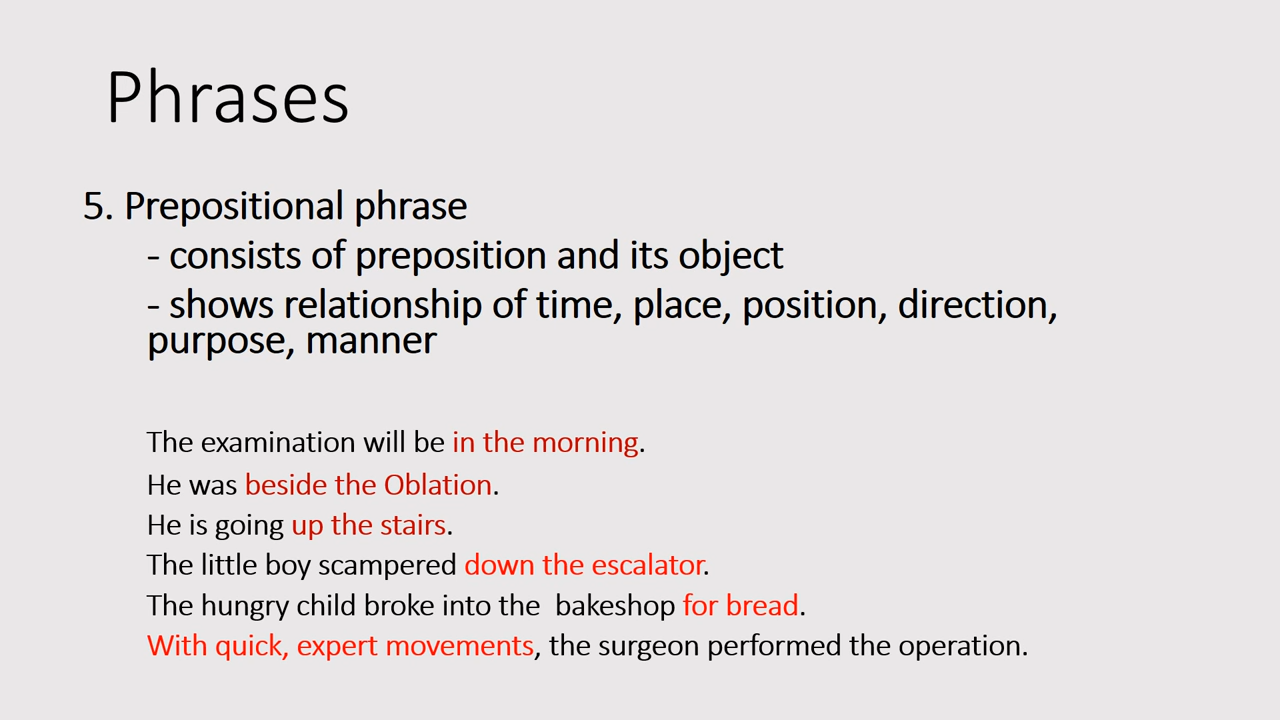 Phrases
5. Prepositional phrase
- consists of preposition and its object
- shows relationship of time, place, position, direction,
purpose, manner
The examination will be in the morning.
He was beside the Oblation.
He is going up the stairs.
The little boy scampered down the escalator.
The hungry child broke into the  bakeshop for bread.
With quick, expert movements, the surgeon performed the operation.